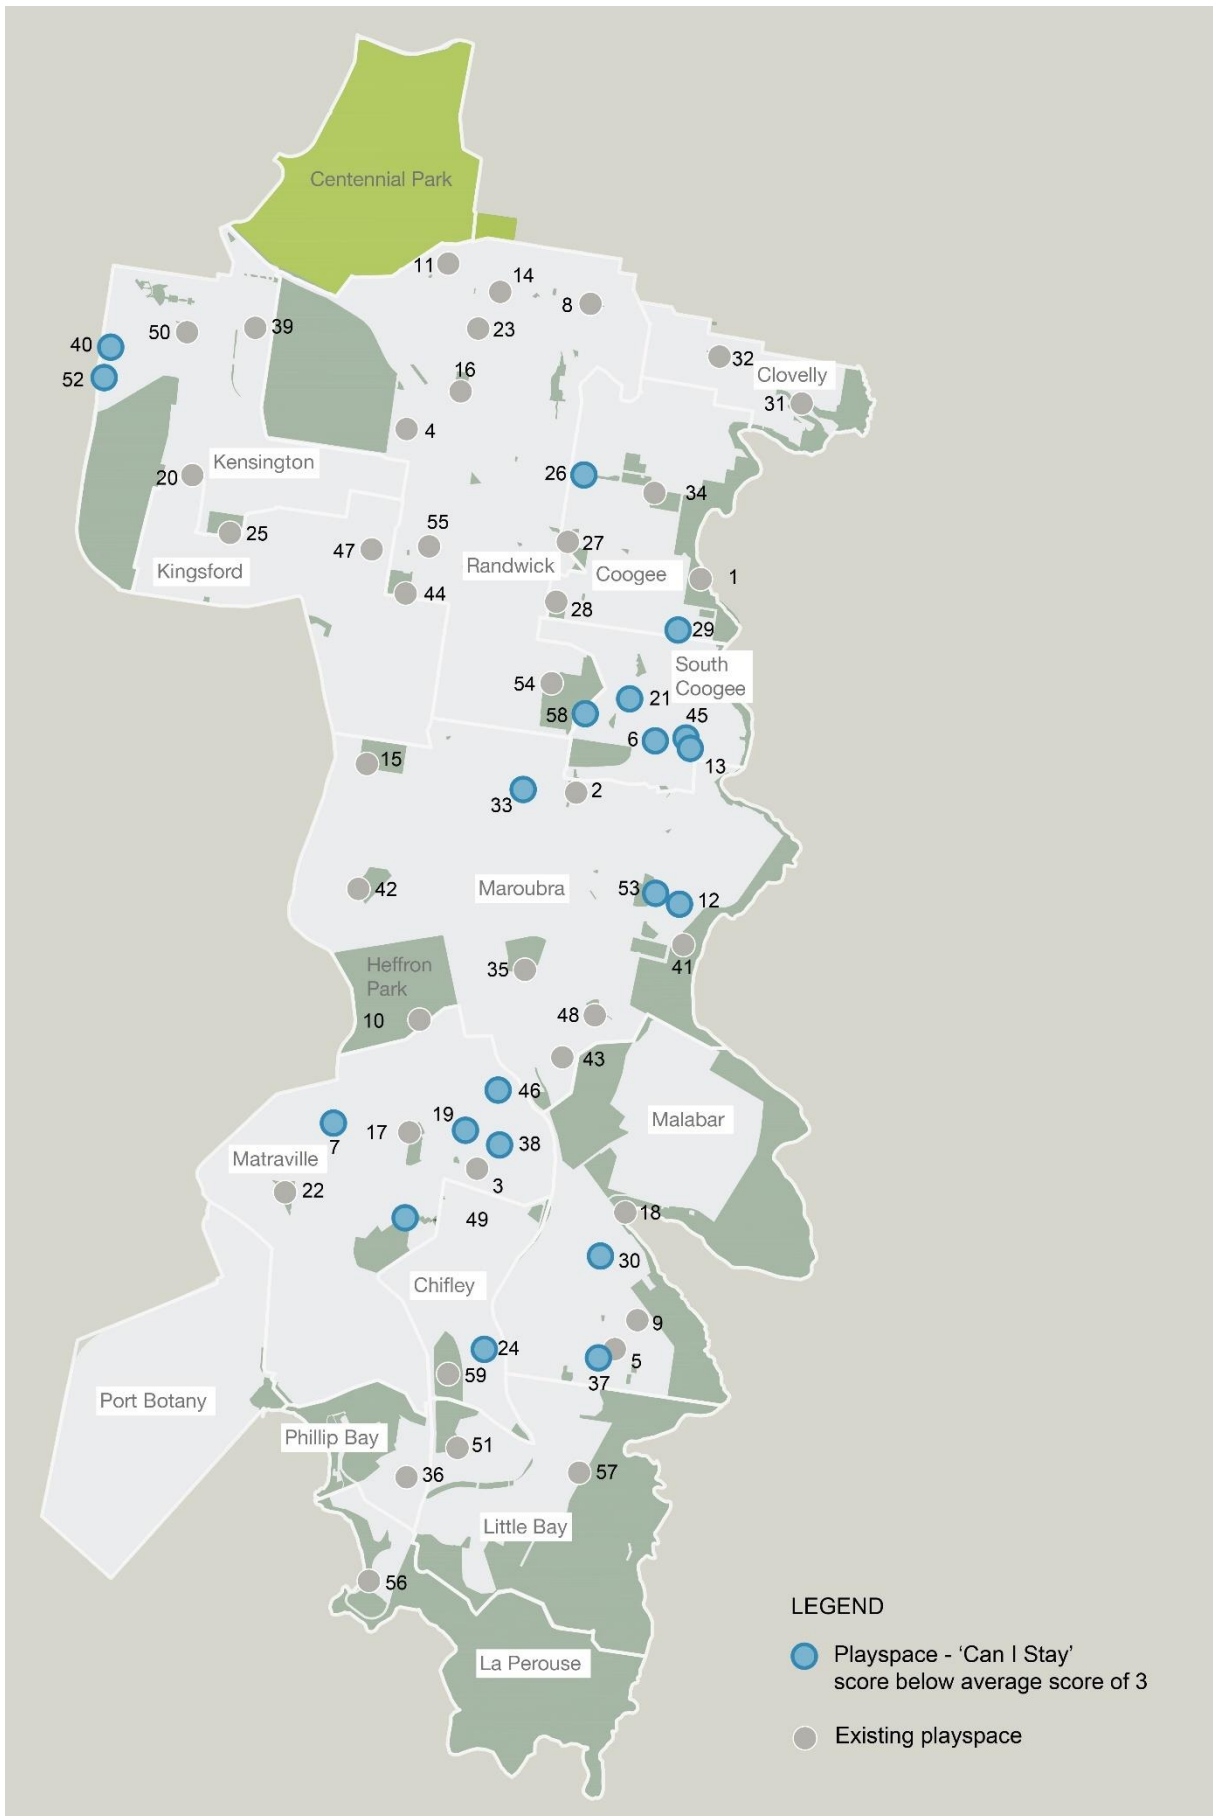 Centennial Park
11
14
8
50
39
23
40
32
52
16
Clovelly
31
4
Kensington
26
20
34
55
25
47
27
Randwick
Kingsford
Coogee
1
44
28
29
South
Coogee
54
21
58
45
6
13
15
2
33
53
42
Maroubra
12
Heffron
Park
35
41
10
48
43
46
19
Malabar
17
38
7
Matraville
3
22
49
18
30
Chifley
9
24
5
59
37
Port Botany
Phillip Bay
51
36
57
Little Bay
56
LEGEND
La Perouse
Playspace - ‘Can I Stay’
score below average score of 3
Existing playspace